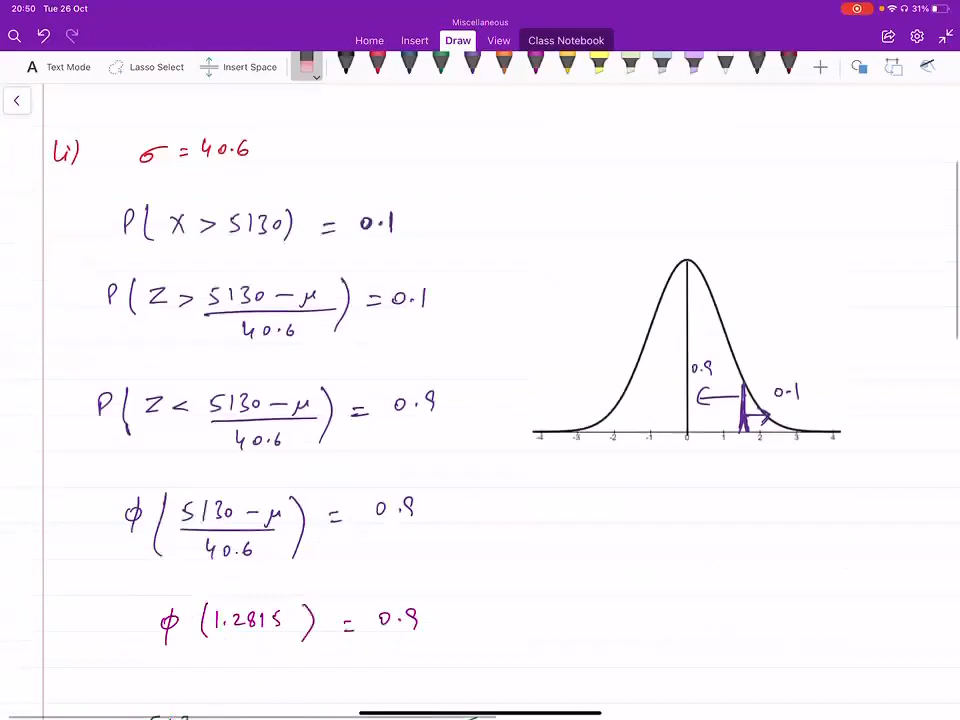 20:50 Tue 26 Oct
31%
Miscellaneous
Home Insert Draw View Class Notebook
A Text Mode Lasso Select Insert Space
(i) σ = 40.6
P( X > 5130) = 0.1
P( Z > (5130 - μ)/40.6 ) = 0.1
P( Z < (5130 - μ)/40.6 ) = 0.9
ϕ( (5130 - μ)/40.6 ) = 0.9
ϕ (1.2815) = 0.9
0.9
0.1
-4 -3 -2 -1 0 1 2 3 4